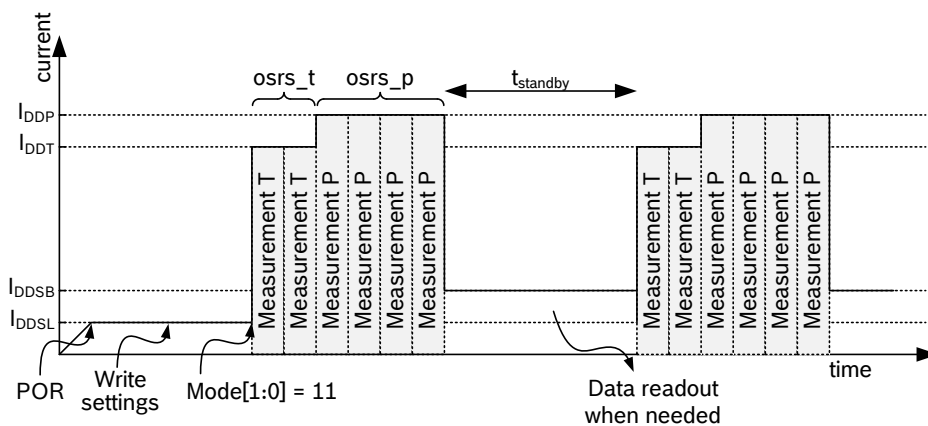 current
osrs_t
osrs_p
tstandby
IDDP
IDDT
Measurement T
Measurement T
Measurement P
Measurement P
Measurement P
Measurement P
Measurement T
Measurement T
Measurement P
Measurement P
Measurement P
Measurement P
IDDSB
IDDSL
time
POR
Write
settings
Mode[1:0] = 11
Data readout
when needed